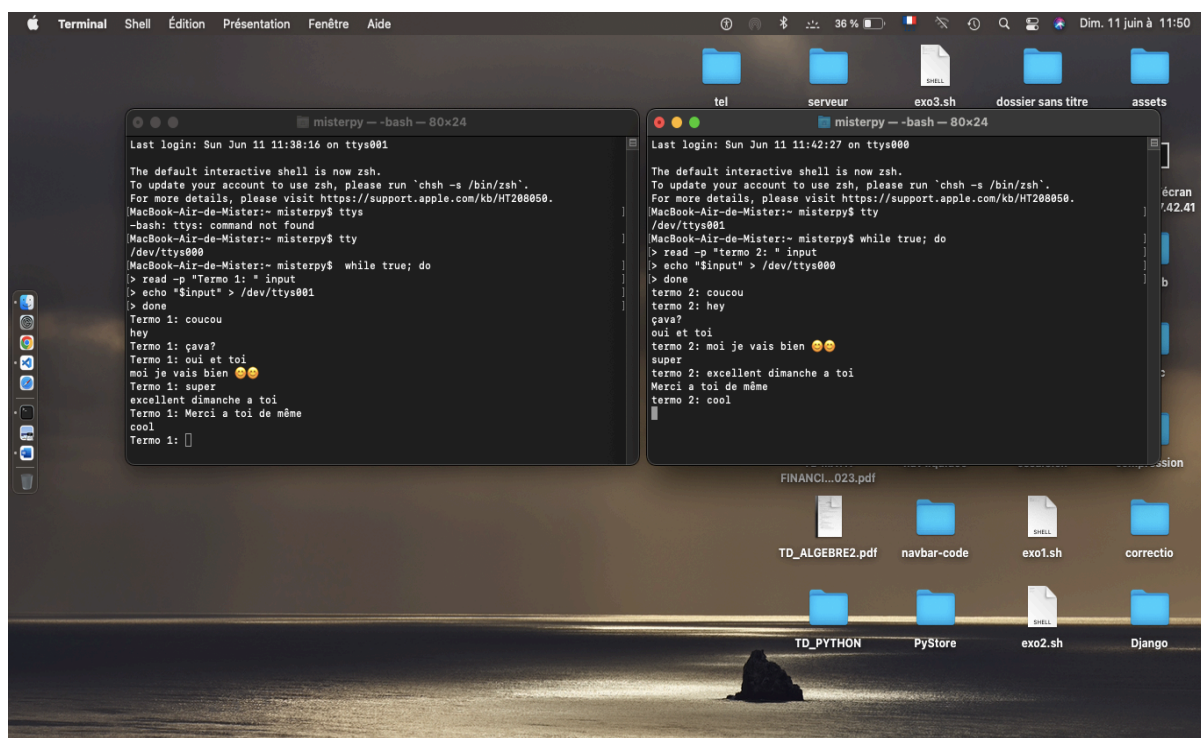 Terminal Shell Édition Présentation Fenêtre Aide 36 % Dim. 11 juin à 11:50
tel serveur exo3.sh dossier sans titre assets
SHELL
misterpy — -bash — 80×24
Last login: Sun Jun 11 11:38:16 on ttys001
The default interactive shell is now zsh.
To update your account to use zsh, please run `chsh -s /bin/zsh`.
For more details, please visit https://support.apple.com/kb/HT208050.
[MacBook-Air-de-Mister:~ misterpy$ ttys ]
-bash: ttys: command not found
[MacBook-Air-de-Mister:~ misterpy$ tty ]
/dev/ttys000
[MacBook-Air-de-Mister:~ misterpy$  while true; do ]
[> read -p "Termo 1: " input ]
[> echo "$input" > /dev/ttys001 ]
[> done ]
Termo 1: coucou
hey
Termo 1: çava?
Termo 1: oui et toi
moi je vais bien 😊😊
Termo 1: super
excellent dimanche a toi
Termo 1: Merci a toi de même
cool
Termo 1:
misterpy — -bash — 80×24
Last login: Sun Jun 11 11:42:27 on ttys000
The default interactive shell is now zsh.
To update your account to use zsh, please run `chsh -s /bin/zsh`.
For more details, please visit https://support.apple.com/kb/HT208050.
[MacBook-Air-de-Mister:~ misterpy$ tty ]
/dev/ttys001
[MacBook-Air-de-Mister:~ misterpy$ while true; do ]
[> read -p "termo 2: " input ]
[> echo "$input" > /dev/ttys000 ]
[> done ]
termo 2: coucou
termo 2: hey
çava?
oui et toi
termo 2: moi je vais bien 😊😊
super
termo 2: excellent dimanche a toi
Merci a toi de même
termo 2: cool
écran
7.42.41
FINANCI...023.pdf
SHELL
TD_ALGEBRE2.pdf navbar-code exo1.sh correctio
SHELL
TD_PYTHON PyStore exo2.sh Django